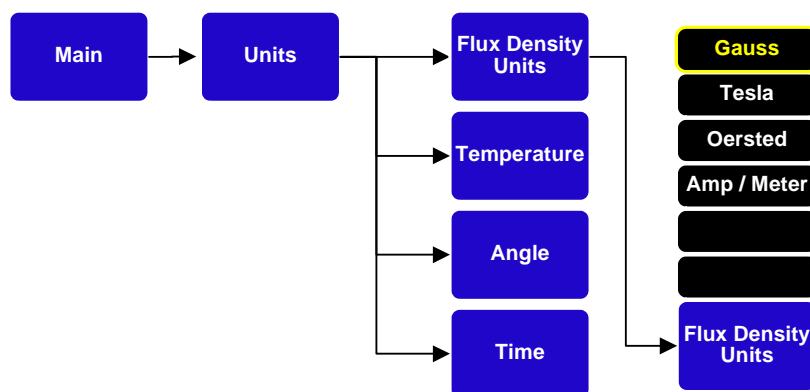 Main
Units
Flux Density
Units
Temperature
Angle
Time
Gauss
Tesla
Oersted
Amp / Meter
Flux Density
Units